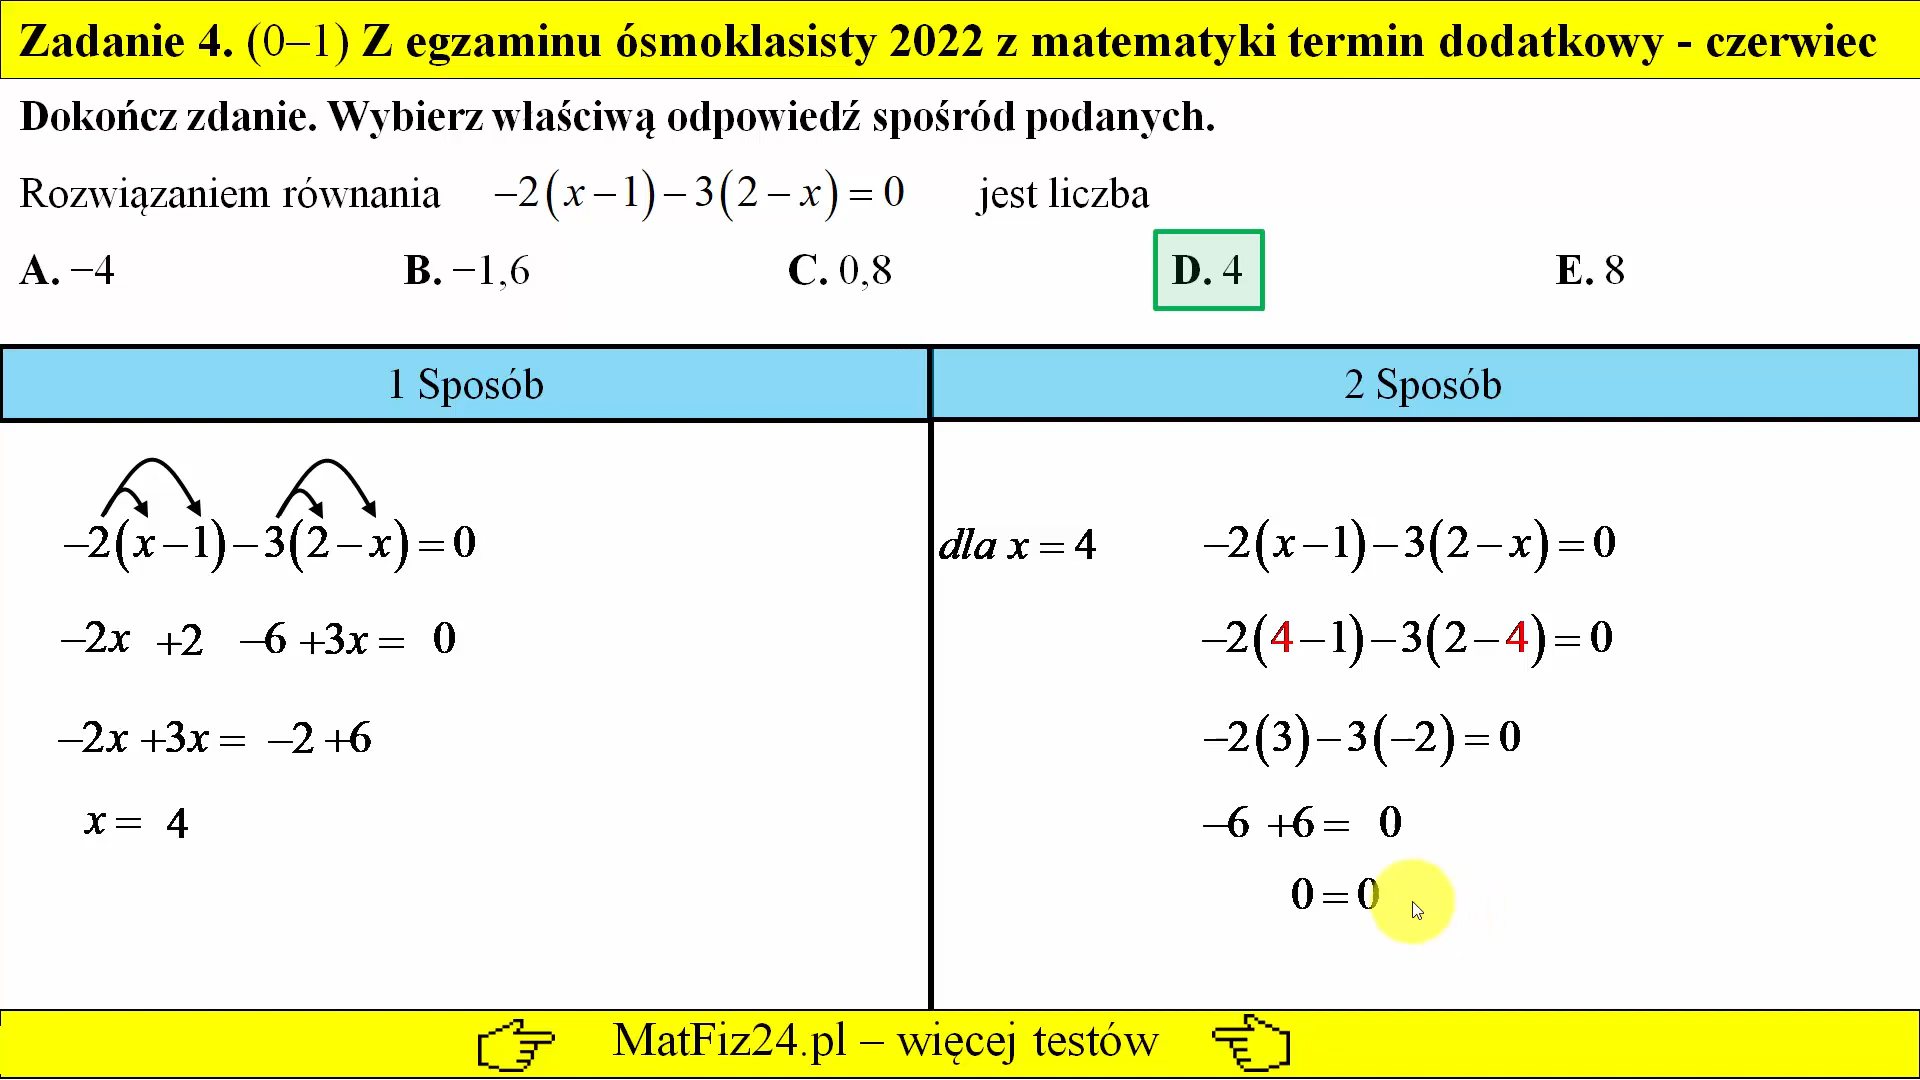 Zadanie 4. (0–1) Z egzaminu ósmoklasisty 2022 z matematyki termin dodatkowy - czerwiec
Dokończ zdanie. Wybierz właściwą odpowiedź spośród podanych.
Rozwiązaniem równania −2(x−1)−3(2−x)=0 jest liczba
A. −4 B. −1,6 C. 0,8 D. 4 E. 8
1 Sposób
−2(x−1)−3(2−x)=0
−2x +2 −6 +3x = 0
−2x +3x = −2 +6
x = 4
2 Sposób
dla x = 4 −2(x−1)−3(2−x)=0
−2(4−1)−3(2−4)=0
−2(3)−3(−2)=0
−6 +6 = 0
0 = 0
MatFiz24.pl – więcej testów